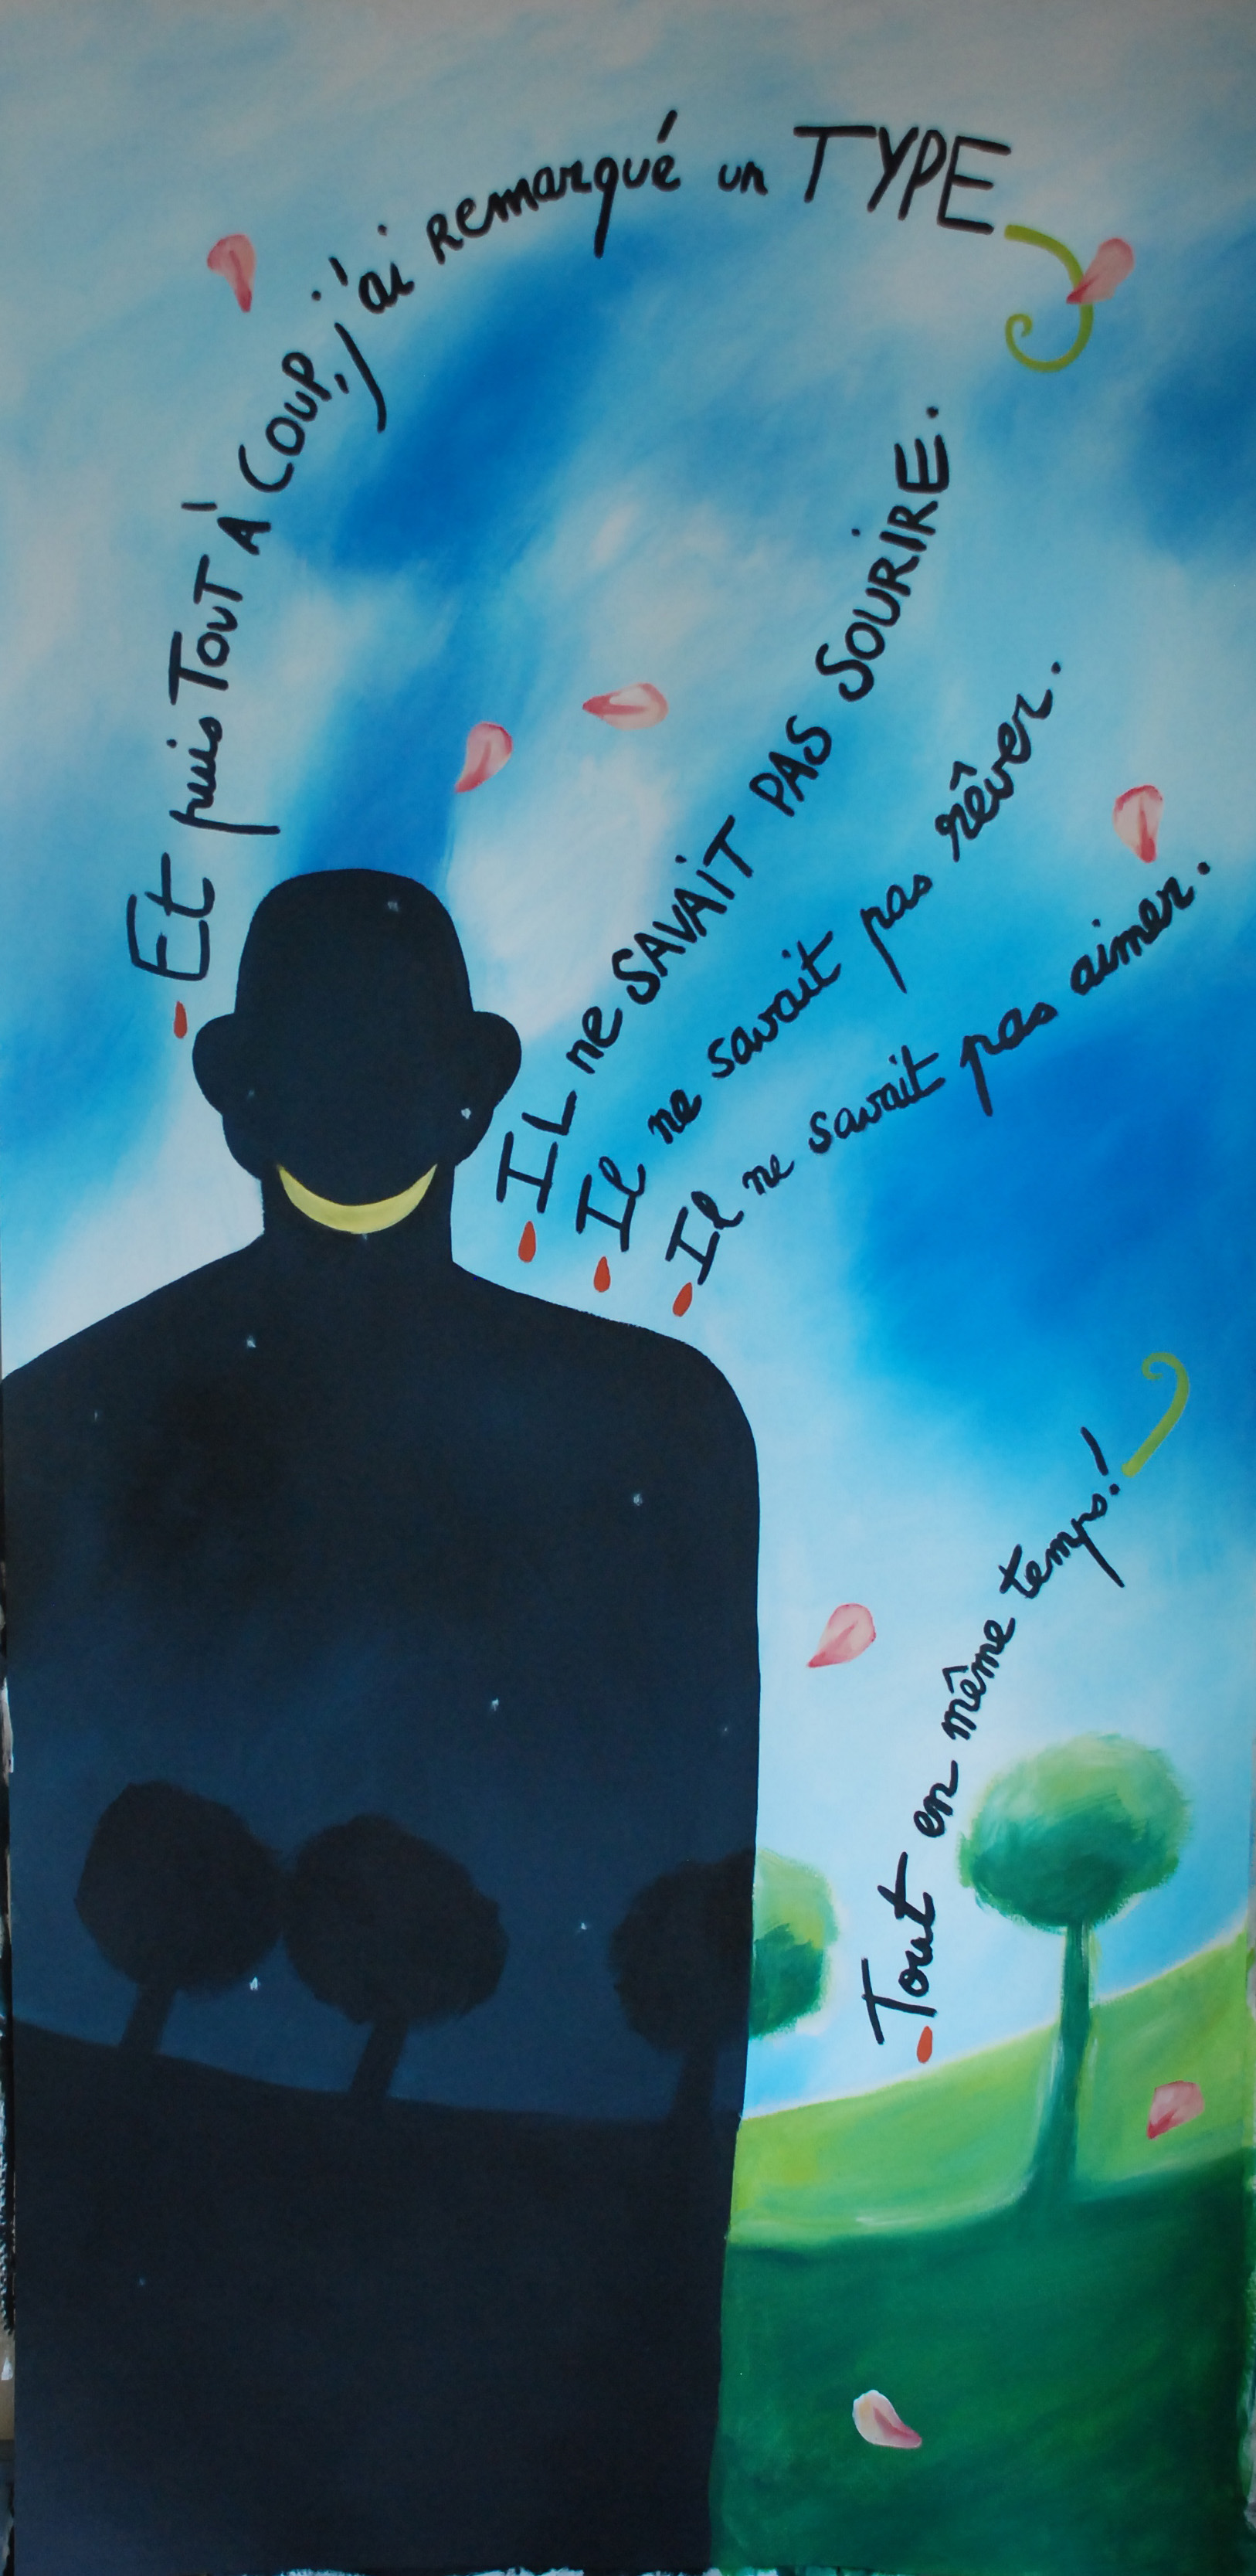 Et puis TOUT À COUP, j'ai remarqué un TYPE
IL ne SAVAIT PAS SOURIRE.
Il ne savait pas rêver.
Il ne savait pas aimer.
Tout en même temps!